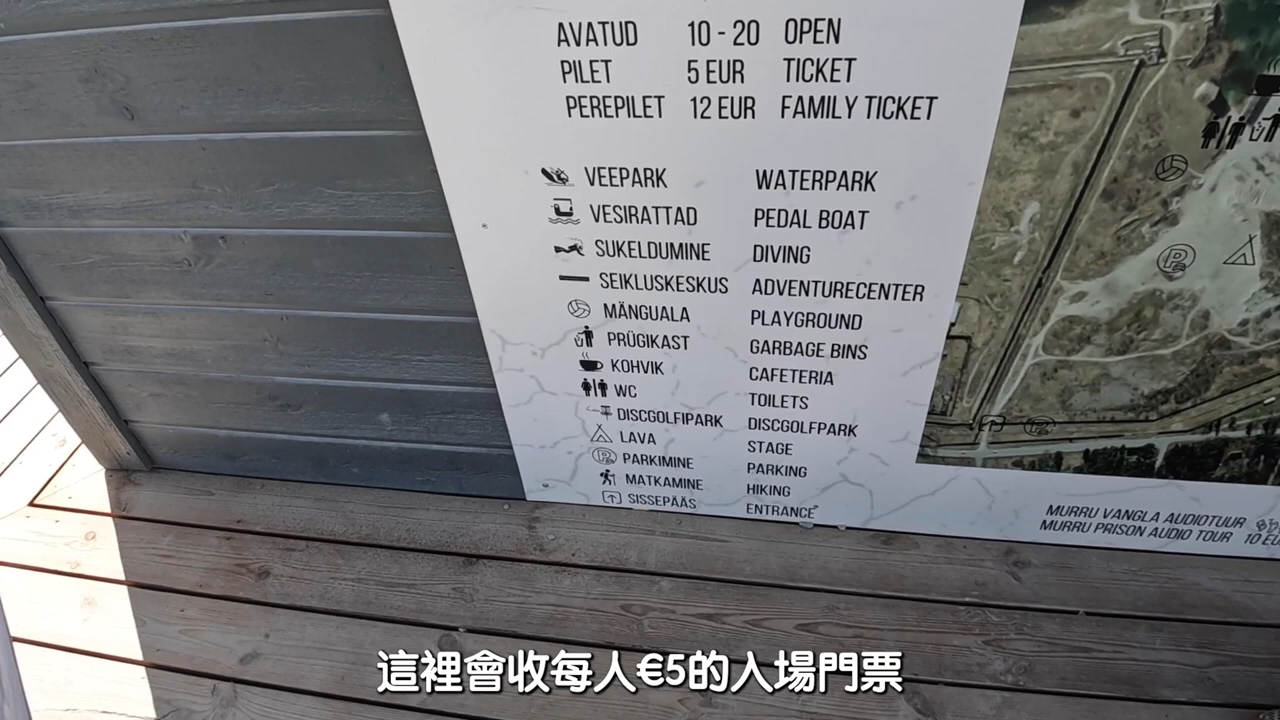 AVATUD 10 - 20 OPEN
PILET 5 EUR TICKET
PEREPILET 12 EUR FAMILY TICKET
VEEPARK WATERPARK
VESIRATTAD PEDAL BOAT
SUKELDUMINE DIVING
SEIKLUSKESKUS ADVENTURECENTER
MÄNGUALA PLAYGROUND
PRÜGIKAST GARBAGE BINS
KOHVIK CAFETERIA
WC TOILETS
DISCGOLFIPARK DISCGOLFPARK
LAVA STAGE
PARKIMINE PARKING
MATKAMINE HIKING
SISSEPÄÄS ENTRANCE
MURRU VANGLA AUDIOTUUR
MURRU PRISON AUDIO TOUR 10
這裡會收每人€5的入場門票